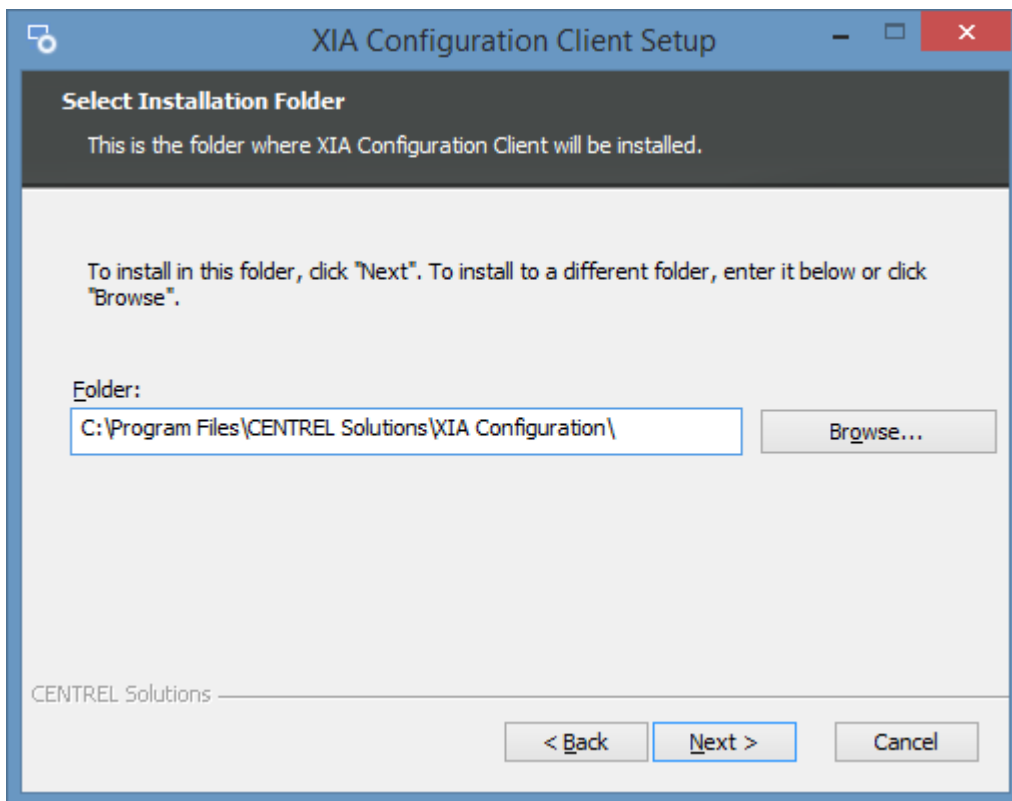 XIA Configuration Client Setup
Select Installation Folder
This is the folder where XIA Configuration Client will be installed.
To install in this folder, click "Next". To install to a different folder, enter it below or click
"Browse".
Folder:
C:\Program Files\CENTREL Solutions\XIA Configuration\
Browse...
CENTREL Solutions
< Back
Next >
Cancel